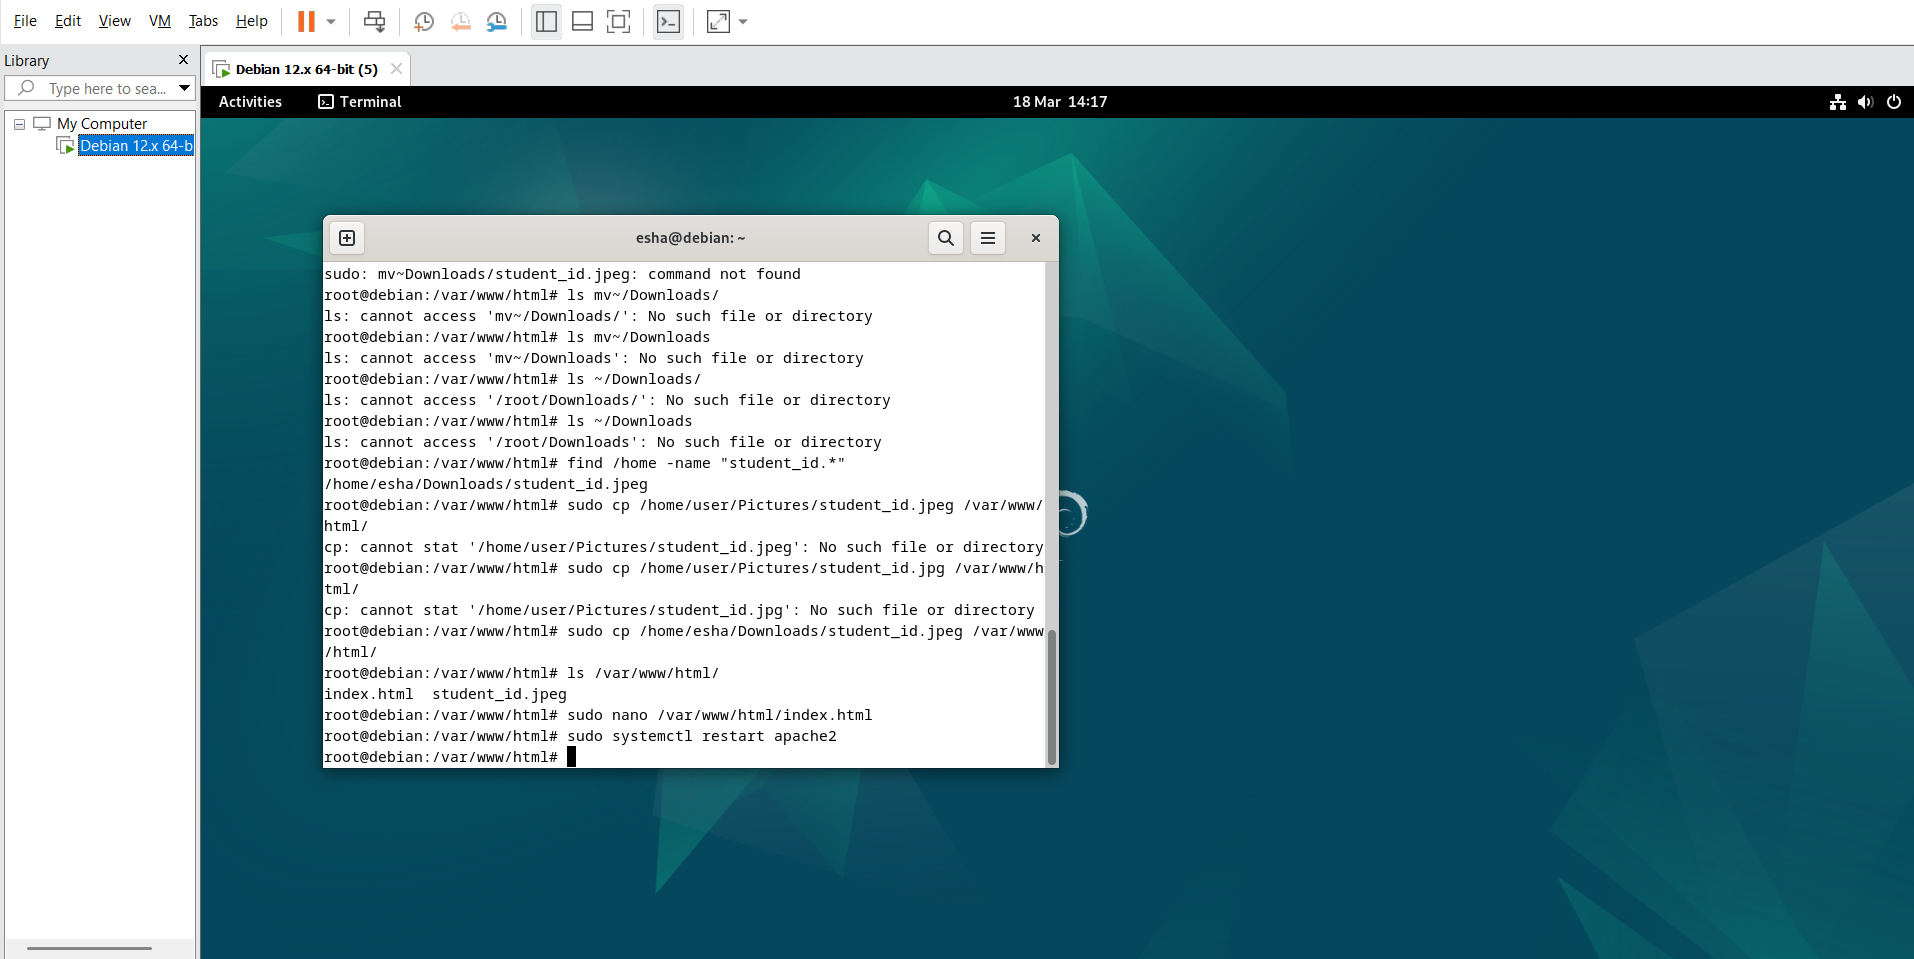 File Edit View VM Tabs Help
Library X
Type here to sea...
My Computer
Debian 12.x 64-b
Debian 12.x 64-bit (5)
Activities Terminal 18 Mar 14:17
esha@debian: ~
sudo: mv~Downloads/student_id.jpeg: command not found
root@debian:/var/www/html# ls mv~/Downloads/
ls: cannot access 'mv~/Downloads/': No such file or directory
root@debian:/var/www/html# ls mv~/Downloads
ls: cannot access 'mv~/Downloads': No such file or directory
root@debian:/var/www/html# ls ~/Downloads/
ls: cannot access '/root/Downloads/': No such file or directory
root@debian:/var/www/html# ls ~/Downloads
ls: cannot access '/root/Downloads': No such file or directory
root@debian:/var/www/html# find /home -name "student_id.*"
/home/esha/Downloads/student_id.jpeg
root@debian:/var/www/html# sudo cp /home/user/Pictures/student_id.jpeg /var/www/
html/
cp: cannot stat '/home/user/Pictures/student_id.jpeg': No such file or directory
root@debian:/var/www/html# sudo cp /home/user/Pictures/student_id.jpg /var/www/h
tml/
cp: cannot stat '/home/user/Pictures/student_id.jpg': No such file or directory
root@debian:/var/www/html# sudo cp /home/esha/Downloads/student_id.jpeg /var/www
/html/
root@debian:/var/www/html# ls /var/www/html/
index.html  student_id.jpeg
root@debian:/var/www/html# sudo nano /var/www/html/index.html
root@debian:/var/www/html# sudo systemctl restart apache2
root@debian:/var/www/html#